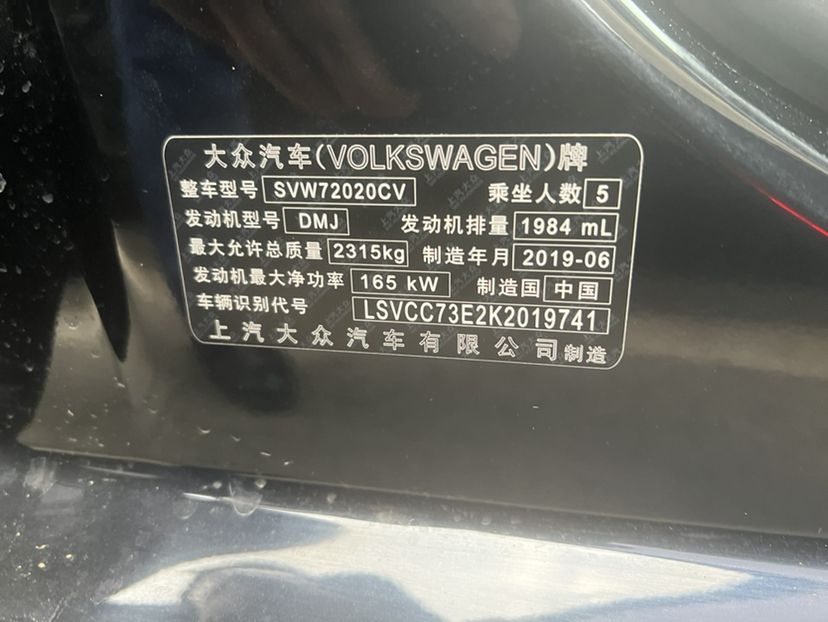 大众汽车(VOLKSWAGEN)牌
整车型号 SVW72020CV 乘坐人数 5
发动机型号 DMJ 发动机排量 1984 mL
最大允许总质量 2315kg 制造年月 2019-06
发动机最大净功率 165 kW 制造国 中国
车辆识别代号 LSVCC73E2K2019741
上汽大众汽车有限公司制造